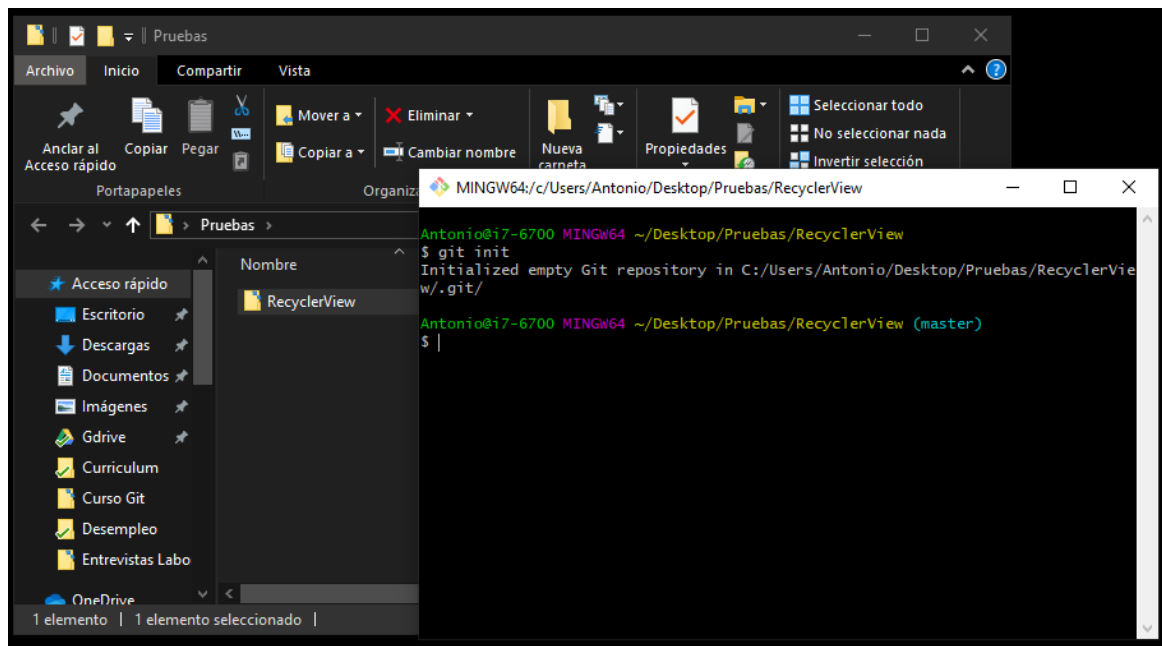 Pruebas
Archivo Inicio Compartir Vista
Anclar al Acceso rápido
Copiar
Pegar
Mover a
Copiar a
Eliminar
Cambiar nombre
Nueva carpeta
Propiedades
Seleccionar todo
No seleccionar nada
Invertir selección
Portapapeles
Organiza
Pruebas
Nombre
RecyclerView
Acceso rápido
Escritorio
Descargas
Documentos
Imágenes
Gdrive
Curriculum
Curso Git
Desempleo
Entrevistas Labo
OneDrive
1 elemento | 1 elemento seleccionado |
MINGW64:/c/Users/Antonio/Desktop/Pruebas/RecyclerView
Antonio@i7-6700 MINGW64 ~/Desktop/Pruebas/RecyclerView
$ git init
Initialized empty Git repository in C:/Users/Antonio/Desktop/Pruebas/RecyclerVie
w/.git/
Antonio@i7-6700 MINGW64 ~/Desktop/Pruebas/RecyclerView (master)
$